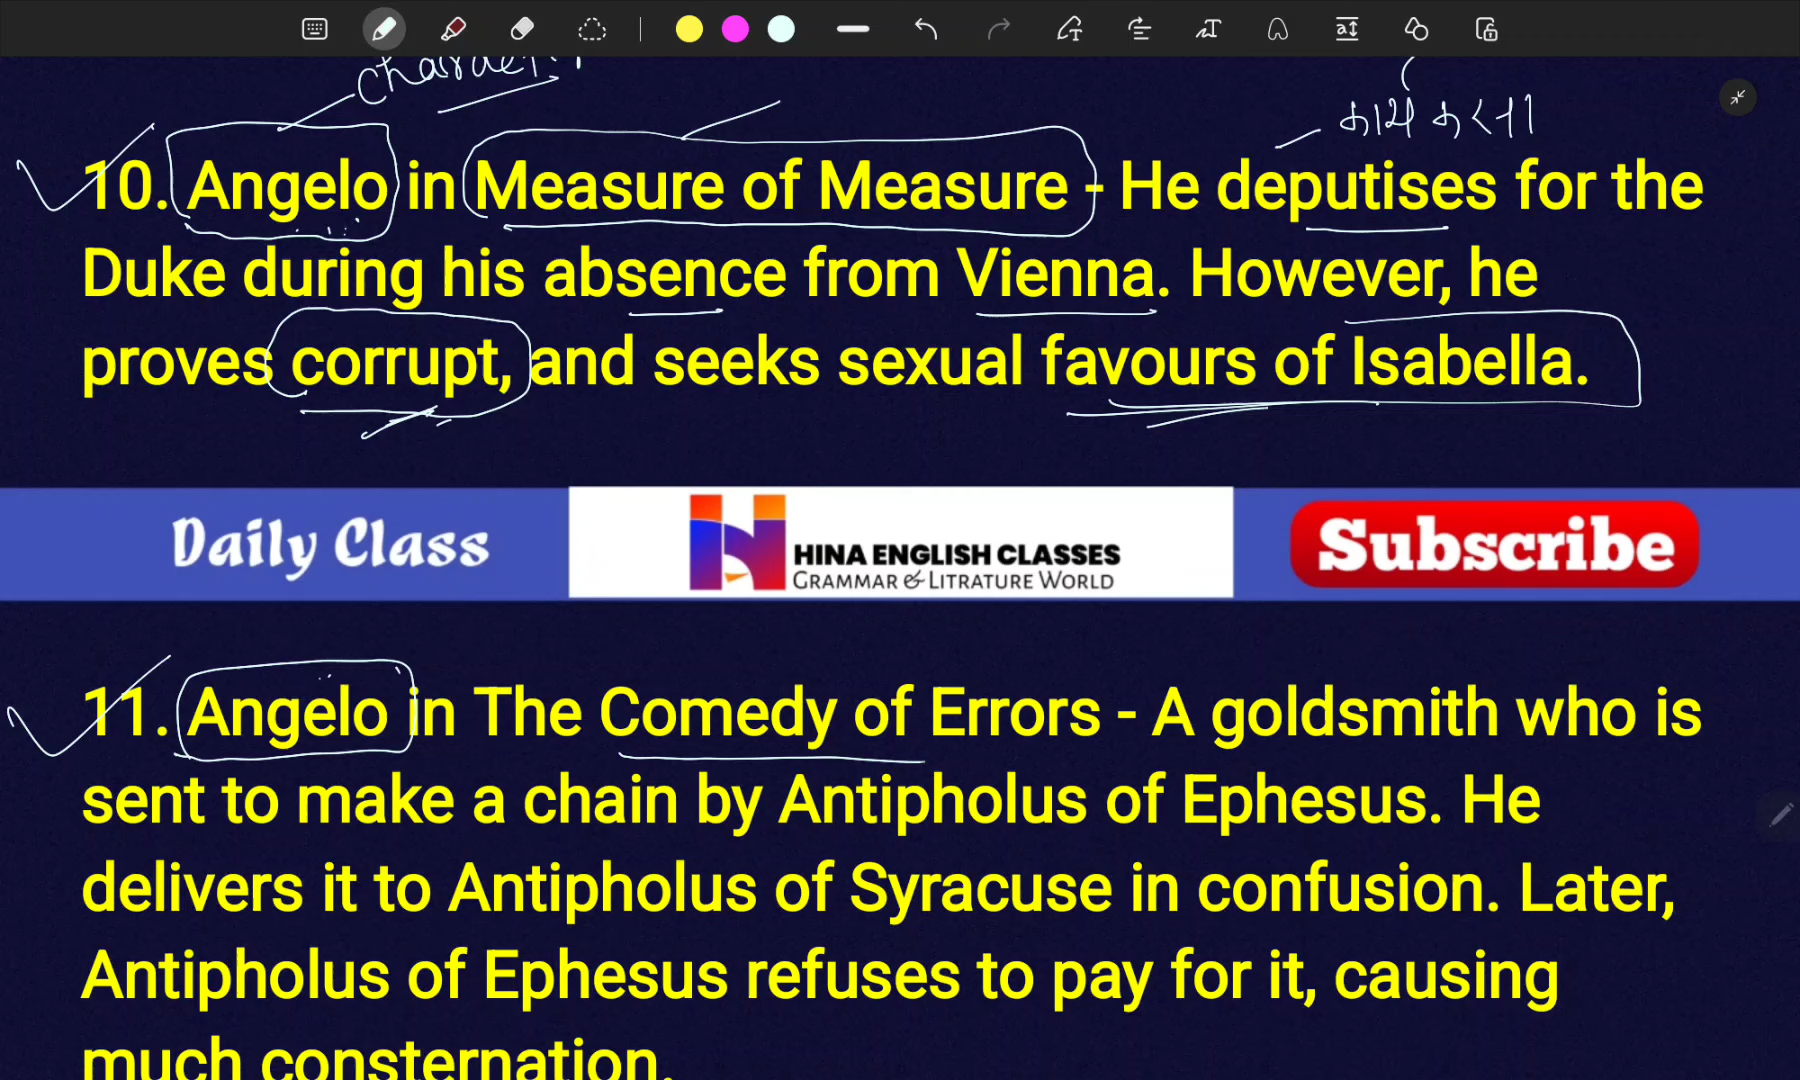 character
कार्य करना
10. Angelo in Measure of Measure - He deputises for the
Duke during his absence from Vienna. However, he
proves corrupt, and seeks sexual favours of Isabella.
Daily Class
HINA ENGLISH CLASSES
GRAMMAR & LITRATURE WORLD
Subscribe
11. Angelo in The Comedy of Errors - A goldsmith who is
sent to make a chain by Antipholus of Ephesus. He
delivers it to Antipholus of Syracuse in confusion. Later,
Antipholus of Ephesus refuses to pay for it, causing
much consternation.